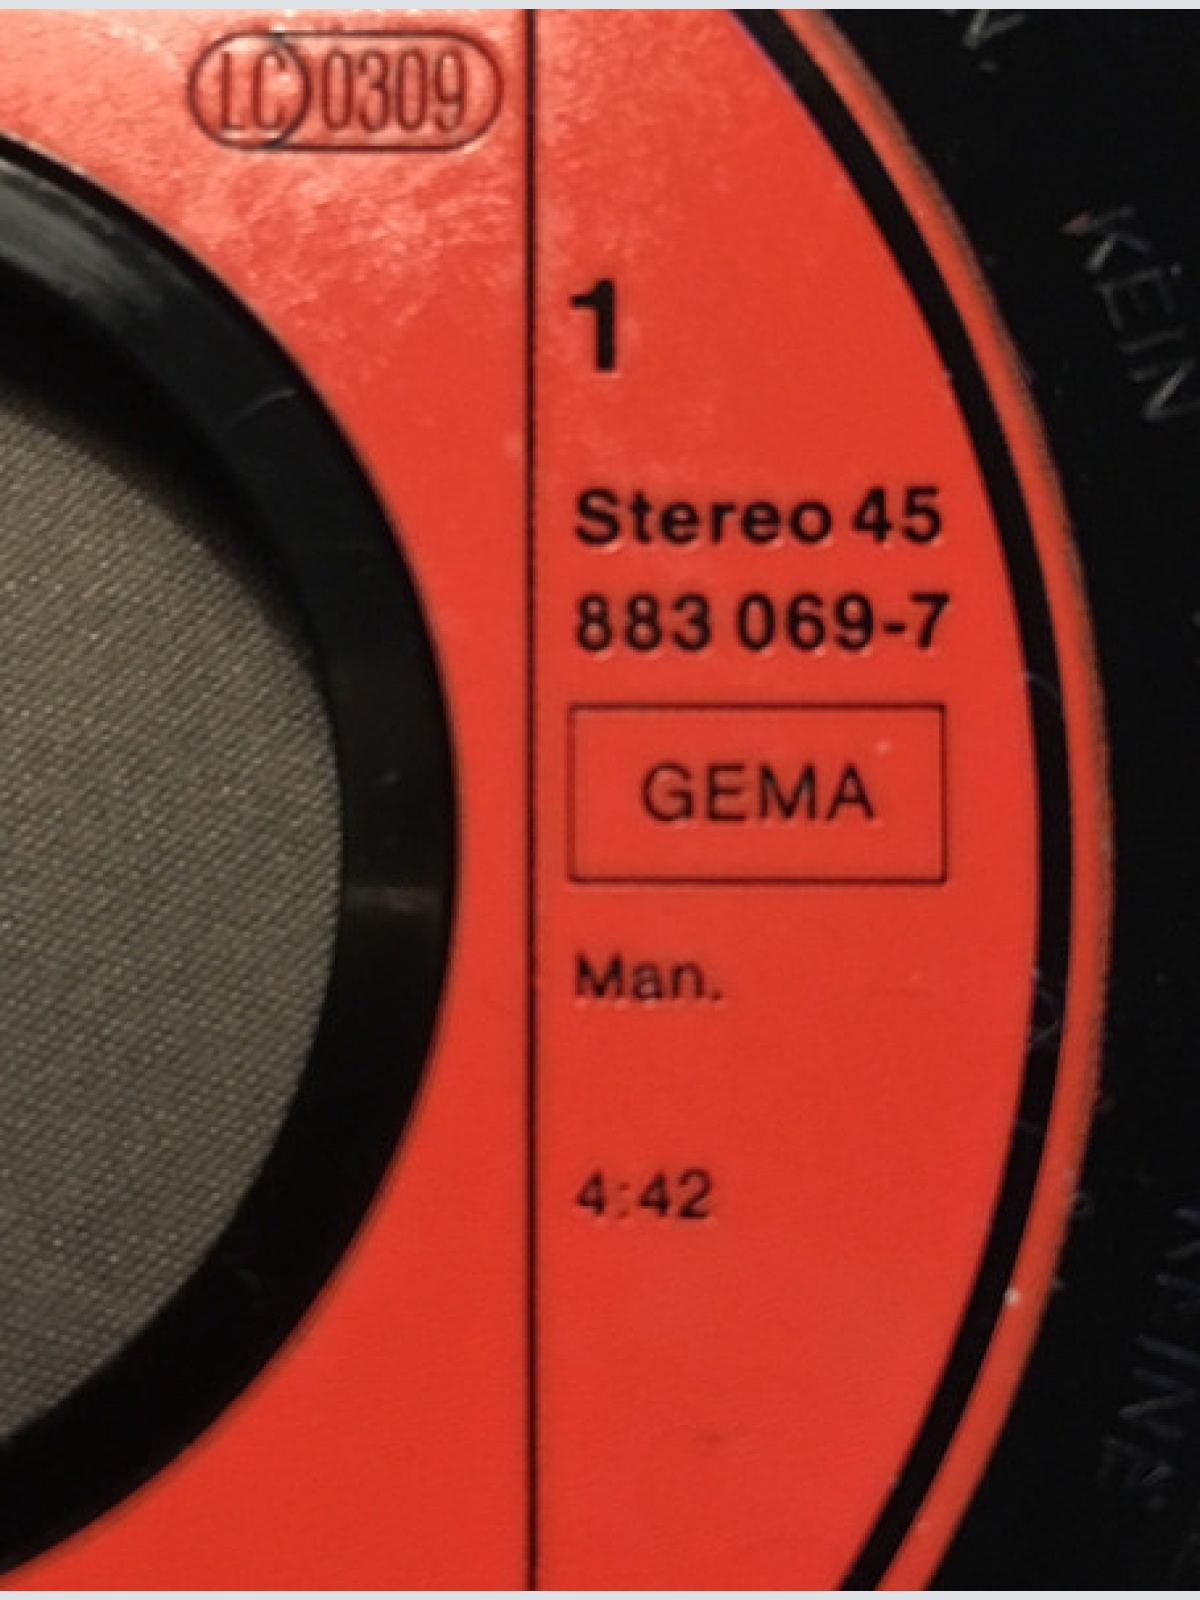 LC 0309
1
Stereo 45
883 069-7
GEMA
Man.
4:42
KEIN